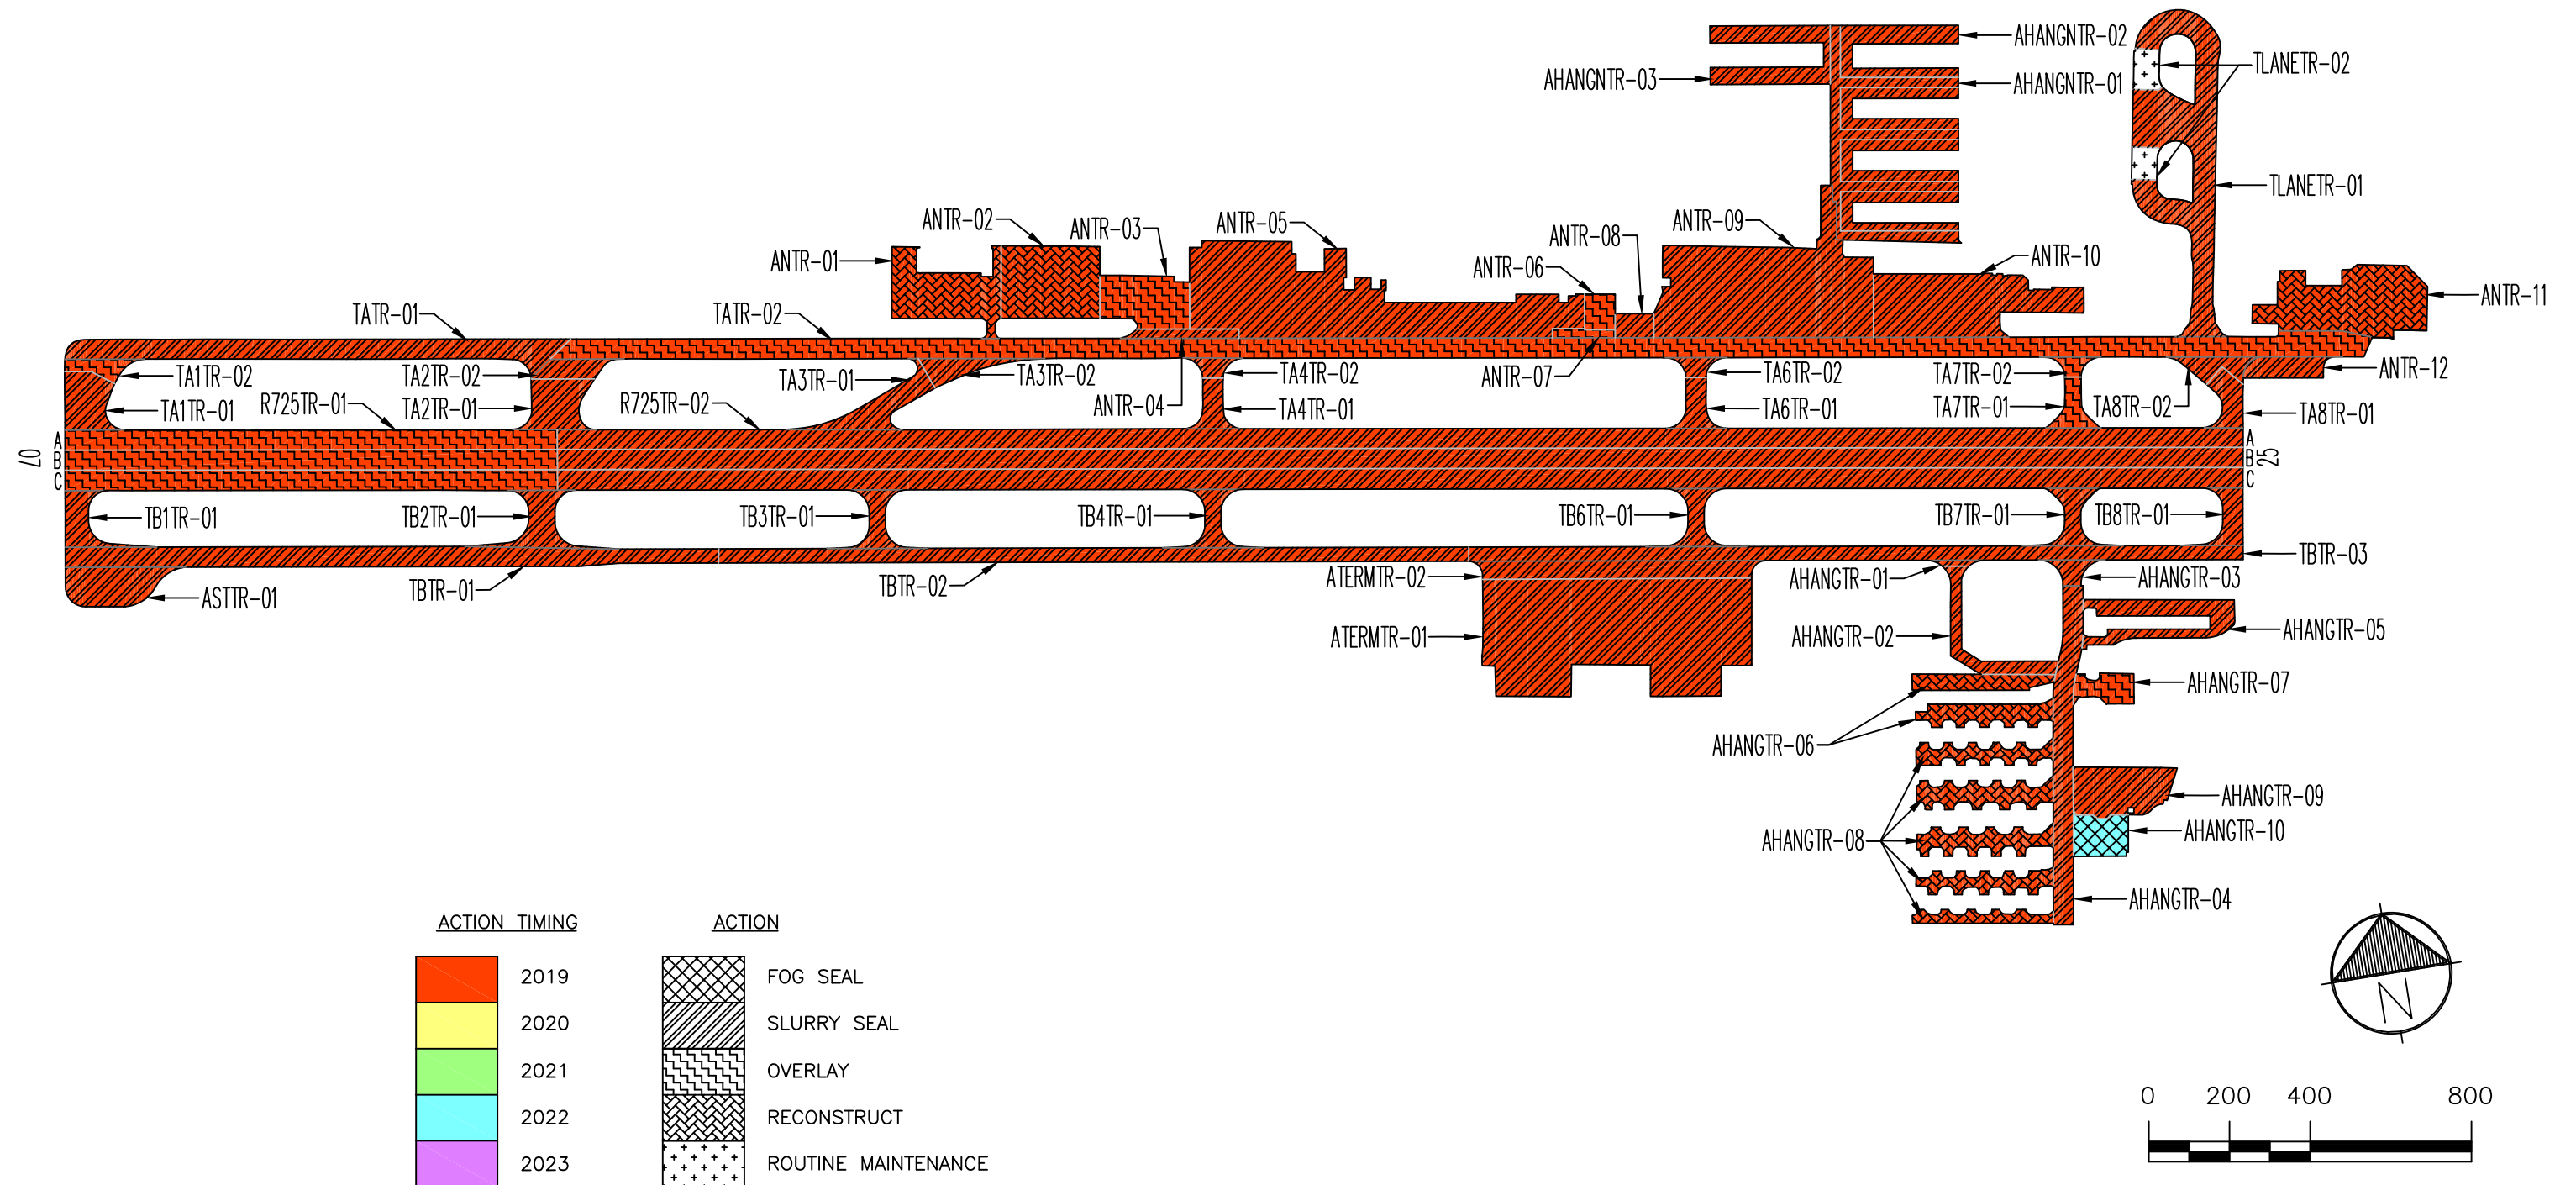 AHANGNTR-02
TLANETR-02
AHANGNTR-03
AHANGNTR-01
TLANETR-01
ANTR-02
ANTR-03
ANTR-05
ANTR-08
ANTR-09
ANTR-01
ANTR-06
ANTR-10
ANTR-11
TATR-01
TATR-02
TA1TR-02
TA2TR-02
TA3TR-01
TA3TR-02
TA4TR-02
ANTR-07
TA6TR-02
TA7TR-02
ANTR-12
TA1TR-01
R725TR-01
TA2TR-01
R725TR-02
ANTR-04
TA4TR-01
TA6TR-01
TA7TR-01
TA8TR-02
TA8TR-01
07
A
B
C
A
B
C
25
TB1TR-01
TB2TR-01
TB3TR-01
TB4TR-01
TB6TR-01
TB7TR-01
TB8TR-01
TBTR-03
ASTTR-01
TBTR-01
TBTR-02
ATERMTR-02
AHANGTR-01
AHANGTR-03
ATERMTR-01
AHANGTR-02
AHANGTR-05
AHANGTR-07
AHANGTR-06
AHANGTR-09
AHANGTR-10
AHANGTR-08
AHANGTR-04
ACTION TIMING
2019
2020
2021
2022
2023
ACTION
FOG SEAL
SLURRY SEAL
OVERLAY
RECONSTRUCT
ROUTINE MAINTENANCE
N
0 200 400 800